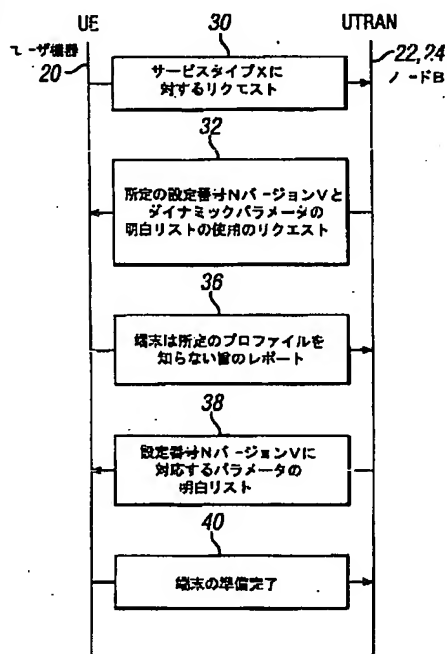 UE
UTRAN
ユーザ機器
20
22,24
ノードB
30
サービスタイプXに
対するリクエスト
32
所定の設定番号NバージョンVと
ダイナミックパラメータの
明白リストの使用のリクエスト
36
端末は所定のプロファイルを
知らない旨のレポート
38
設定番号NバージョンVに
対応するパラメータの
明白リスト
40
端末の準備完了